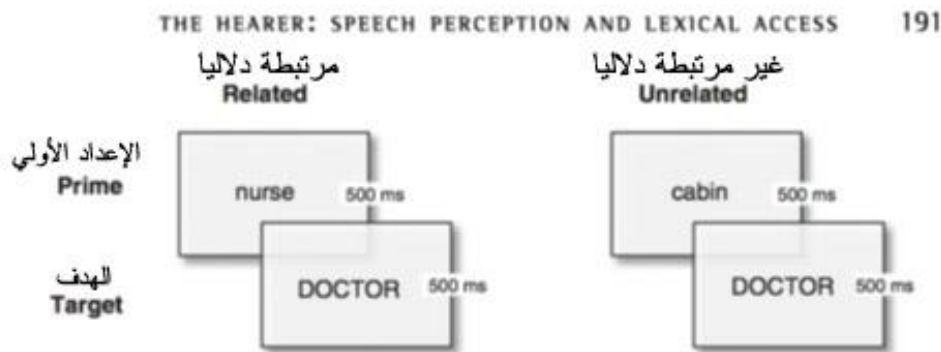 THE HEARER: SPEECH PERCEPTION AND LEXICAL ACCESS 191
مرتبطة دلاليا
Related
غير مرتبطة دلاليا
Unrelated
الإعداد الأولي
Prime
nurse
500 ms
cabin
500 ms
الهدف
Target
DOCTOR
500 ms
DOCTOR
500 ms